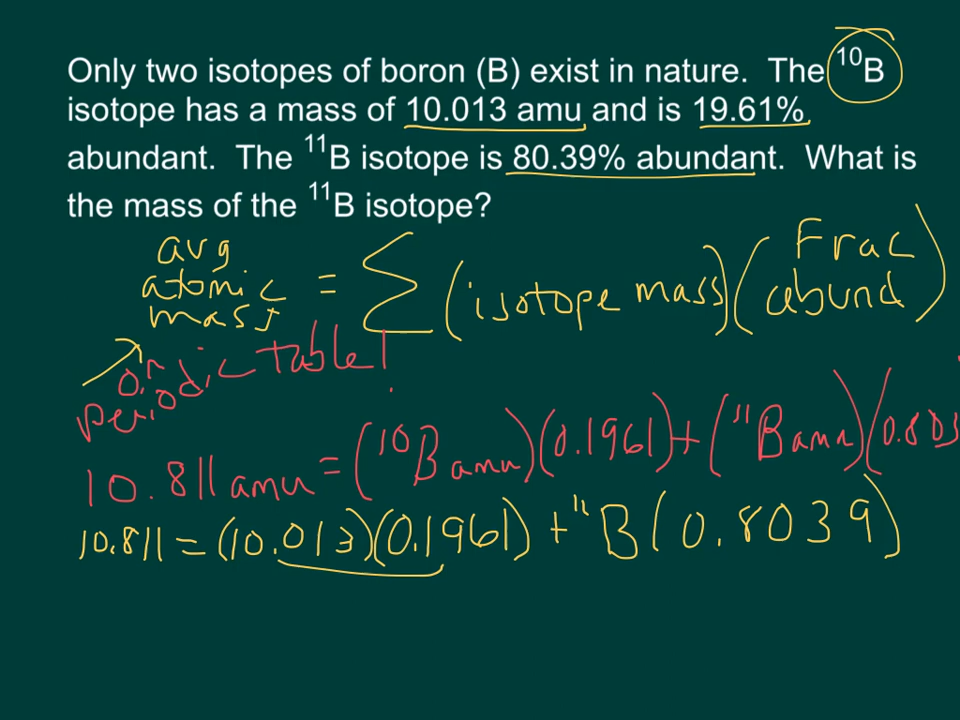 Only two isotopes of boron (B) exist in nature. The ¹⁰B
isotope has a mass of 10.013 amu and is 19.61%
abundant. The ¹¹B isotope is 80.39% abundant. What is
the mass of the ¹¹B isotope?
avg atomic mass = Σ (isotope mass)(Frac abund)
on periodic table!
10.811 amu = (¹⁰B amu)(0.1961) + (¹¹B amu)(0.803
10.811 = (10.013)(0.1961) + ¹¹B(0.8039)